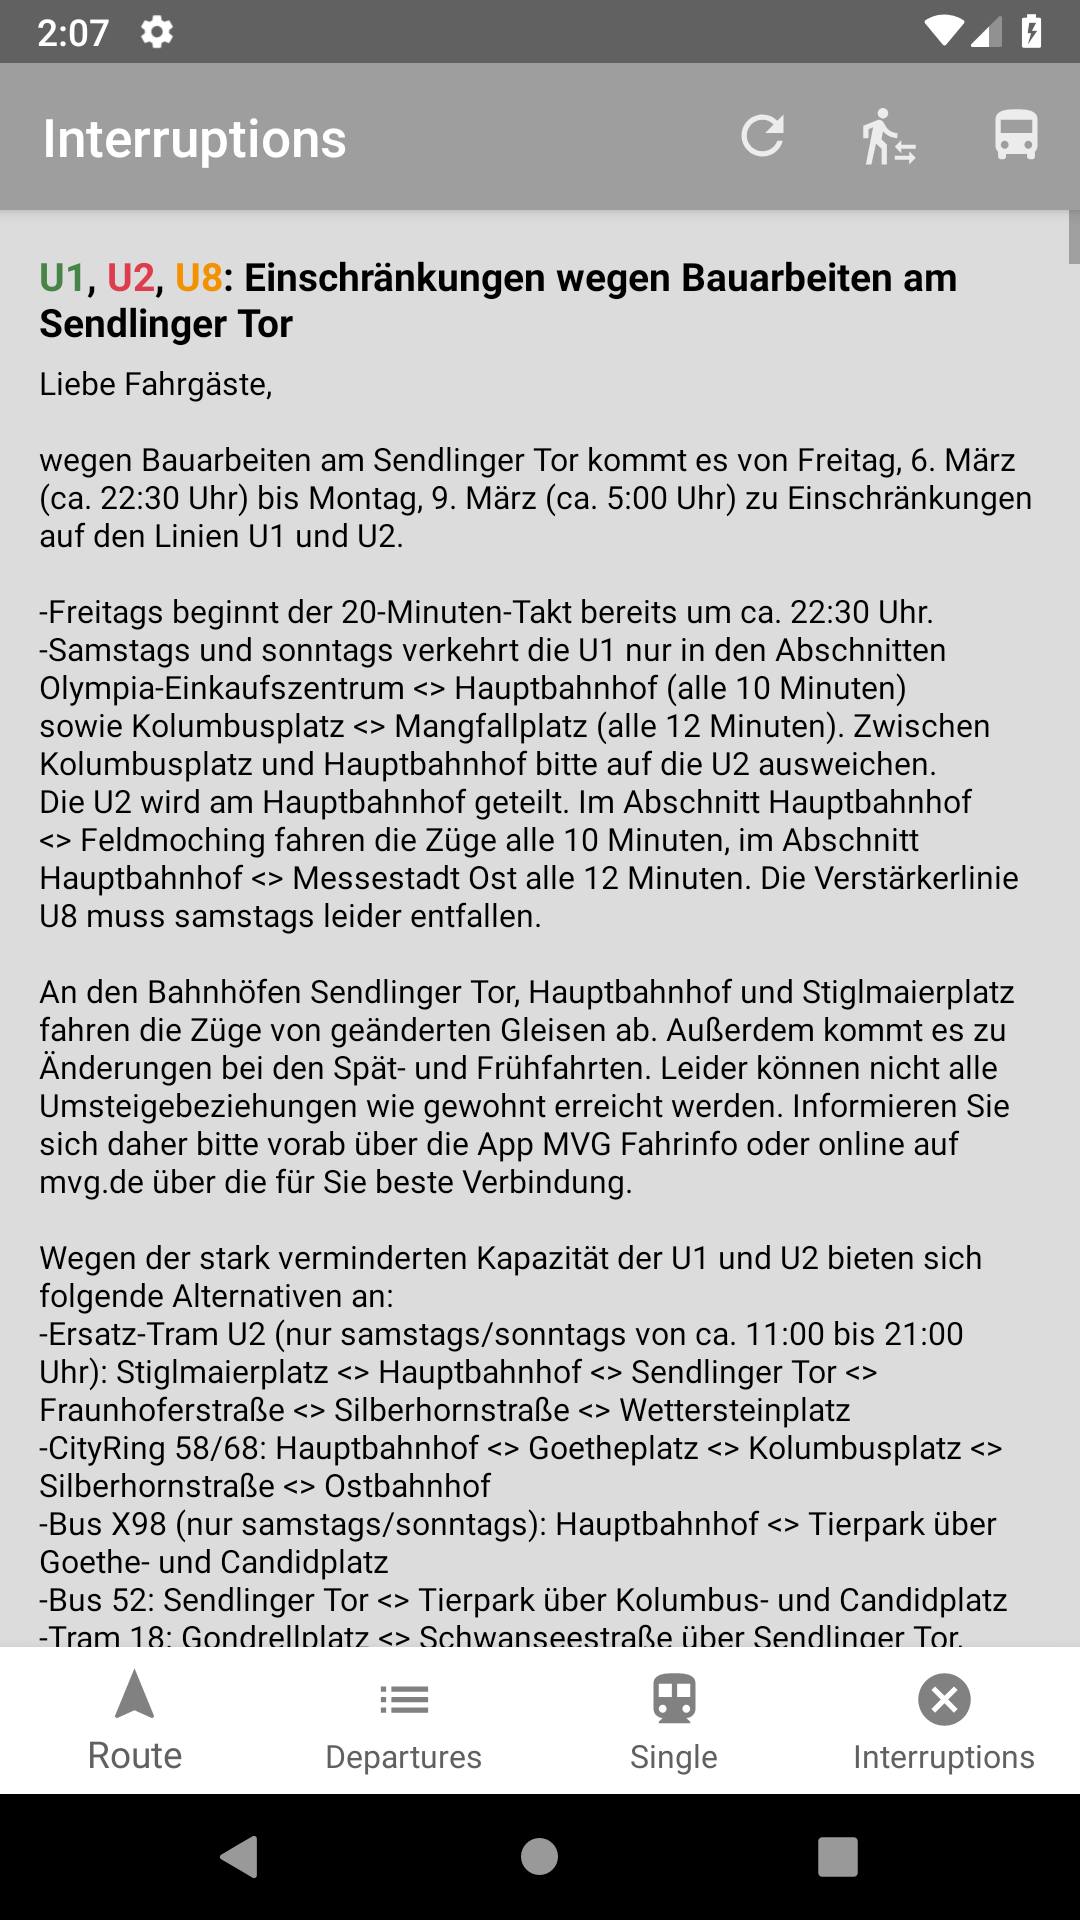 2:07
Interruptions
U1, U2, U8: Einschränkungen wegen Bauarbeiten am
Sendlinger Tor
Liebe Fahrgäste,
wegen Bauarbeiten am Sendlinger Tor kommt es von Freitag, 6. März
(ca. 22:30 Uhr) bis Montag, 9. März (ca. 5:00 Uhr) zu Einschränkungen
auf den Linien U1 und U2.
-Freitags beginnt der 20-Minuten-Takt bereits um ca. 22:30 Uhr.
-Samstags und sonntags verkehrt die U1 nur in den Abschnitten
Olympia-Einkaufszentrum <> Hauptbahnhof (alle 10 Minuten)
sowie Kolumbusplatz <> Mangfallplatz (alle 12 Minuten). Zwischen
Kolumbusplatz und Hauptbahnhof bitte auf die U2 ausweichen.
Die U2 wird am Hauptbahnhof geteilt. Im Abschnitt Hauptbahnhof
<> Feldmoching fahren die Züge alle 10 Minuten, im Abschnitt
Hauptbahnhof <> Messestadt Ost alle 12 Minuten. Die Verstärkerlinie
U8 muss samstags leider entfallen.
An den Bahnhöfen Sendlinger Tor, Hauptbahnhof und Stiglmaierplatz
fahren die Züge von geänderten Gleisen ab. Außerdem kommt es zu
Änderungen bei den Spät- und Frühfahrten. Leider können nicht alle
Umsteigebeziehungen wie gewohnt erreicht werden. Informieren Sie
sich daher bitte vorab über die App MVG Fahrinfo oder online auf
mvg.de über die für Sie beste Verbindung.
Wegen der stark verminderten Kapazität der U1 und U2 bieten sich
folgende Alternativen an:
-Ersatz-Tram U2 (nur samstags/sonntags von ca. 11:00 bis 21:00
Uhr): Stiglmaierplatz <> Hauptbahnhof <> Sendlinger Tor <>
Fraunhoferstraße <> Silberhornstraße <> Wettersteinplatz
-CityRing 58/68: Hauptbahnhof <> Goetheplatz <> Kolumbusplatz <>
Silberhornstraße <> Ostbahnhof
-Bus X98 (nur samstags/sonntags): Hauptbahnhof <> Tierpark über
Goethe- und Candidplatz
-Bus 52: Sendlinger Tor <> Tierpark über Kolumbus- und Candidplatz
-Tram 18: Gondrellplatz <> Schwanseestraße über Sendlinger Tor,
Route
Departures
Single
Interruptions